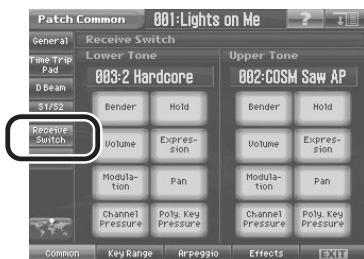 Patch Common 001:Lights on Me ?
General Receive Switch
Time Trip Pad
D Beam
S1/S2
Receive Switch
Lower Tone
003:2 Hardcore
Bender Hold
Volume Expres-sion
Modula-tion Pan
Channel Pressure Poly. Key Pressure
Upper Tone
002:COSM Saw AP
Bender Hold
Volume Expres-sion
Modula-tion Pan
Channel Pressure Poly. Key Pressure
Common Key Range Arpeggio Effects EXIT